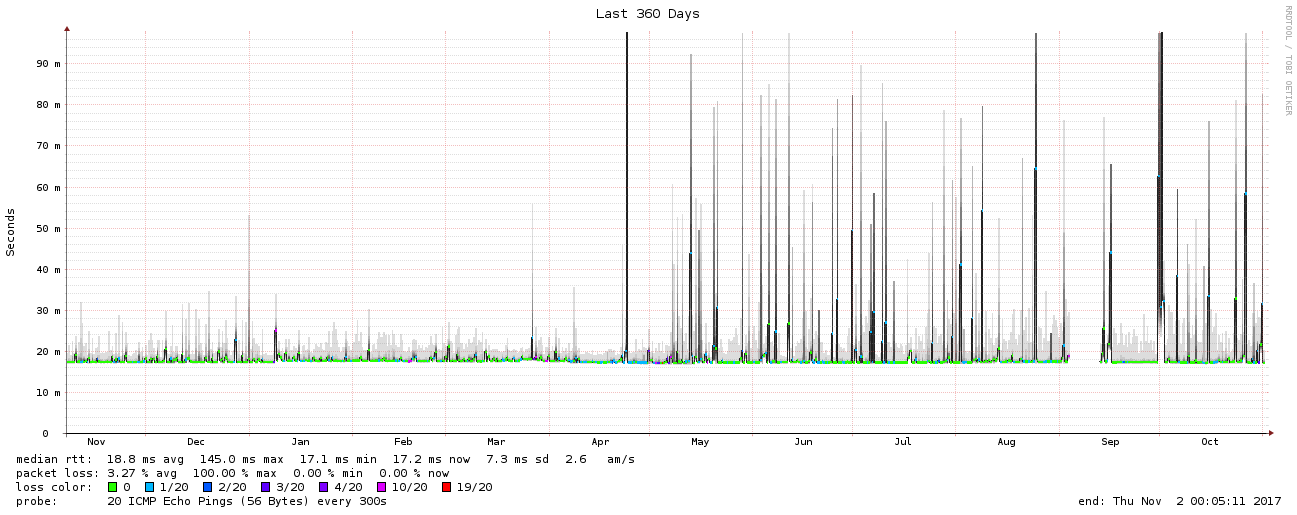 Last 360 Days
RRDTOOL / TOBI OETIKER
Seconds
90 m
80 m
70 m
60 m
50 m
40 m
30 m
20 m
10 m
0
Nov Dec Jan Feb Mar Apr May Jun Jul Aug Sep Oct
median rtt: 18.8 ms avg 145.0 ms max 17.1 ms min 17.2 ms now 7.3 ms sd 2.6 am/s
packet loss: 3.27 % avg 100.00 % max 0.00 % min 0.00 % now
loss color: 0 1/20 2/20 3/20 4/20 10/20 19/20
probe: 20 ICMP Echo Pings (56 Bytes) every 300s end: Thu Nov 2 00:05:11 2017